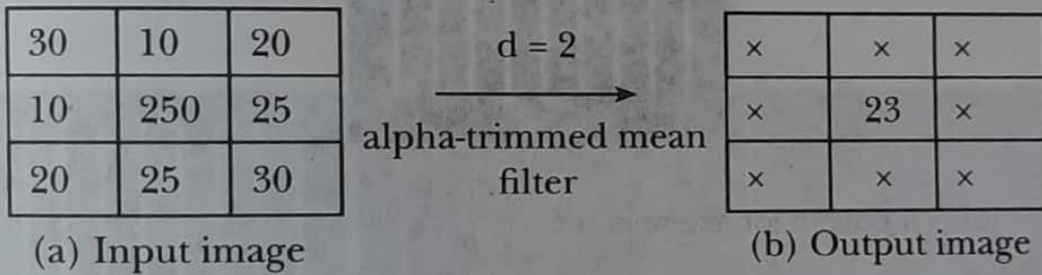 30 10 20
10 250 25
20 25 30
(a) Input image
d = 2
alpha-trimmed mean
filter
× × ×
× 23 ×
× × ×
(b) Output image